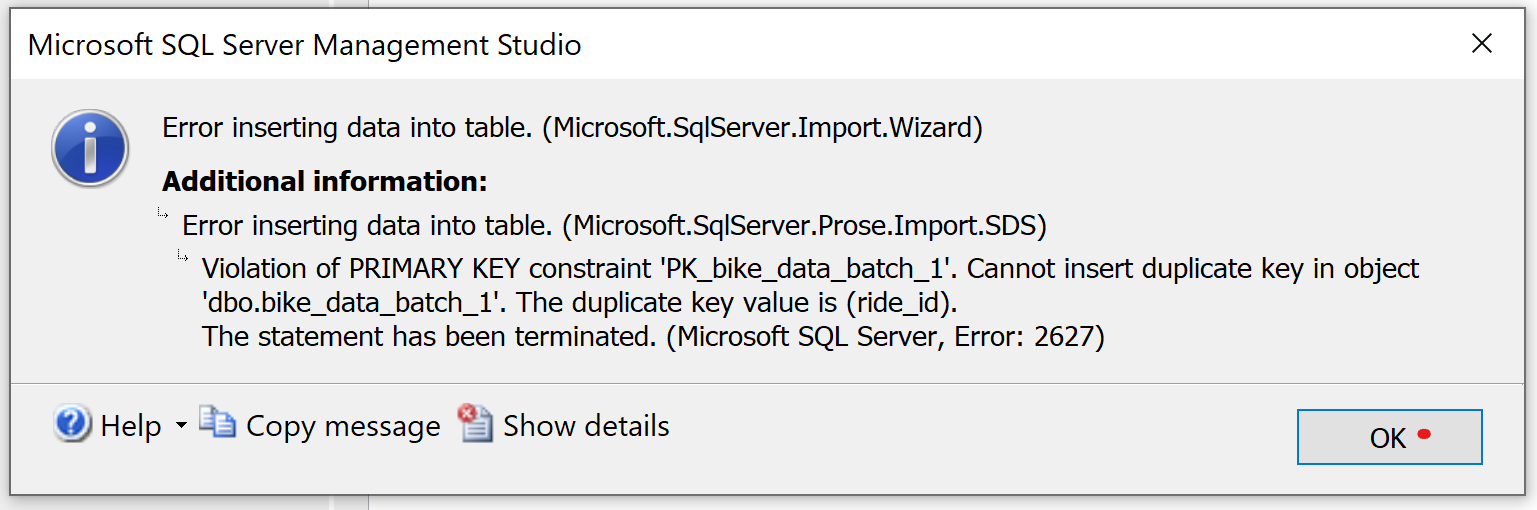 Microsoft SQL Server Management Studio
Error inserting data into table. (Microsoft.SqlServer.Import.Wizard)
Additional information:
Error inserting data into table. (Microsoft.SqlServer.Prose.Import.SDS)
Violation of PRIMARY KEY constraint 'PK_bike_data_batch_1'. Cannot insert duplicate key in object
'dbo.bike_data_batch_1'. The duplicate key value is (ride_id).
The statement has been terminated. (Microsoft SQL Server, Error: 2627)
Help Copy message Show details
OK